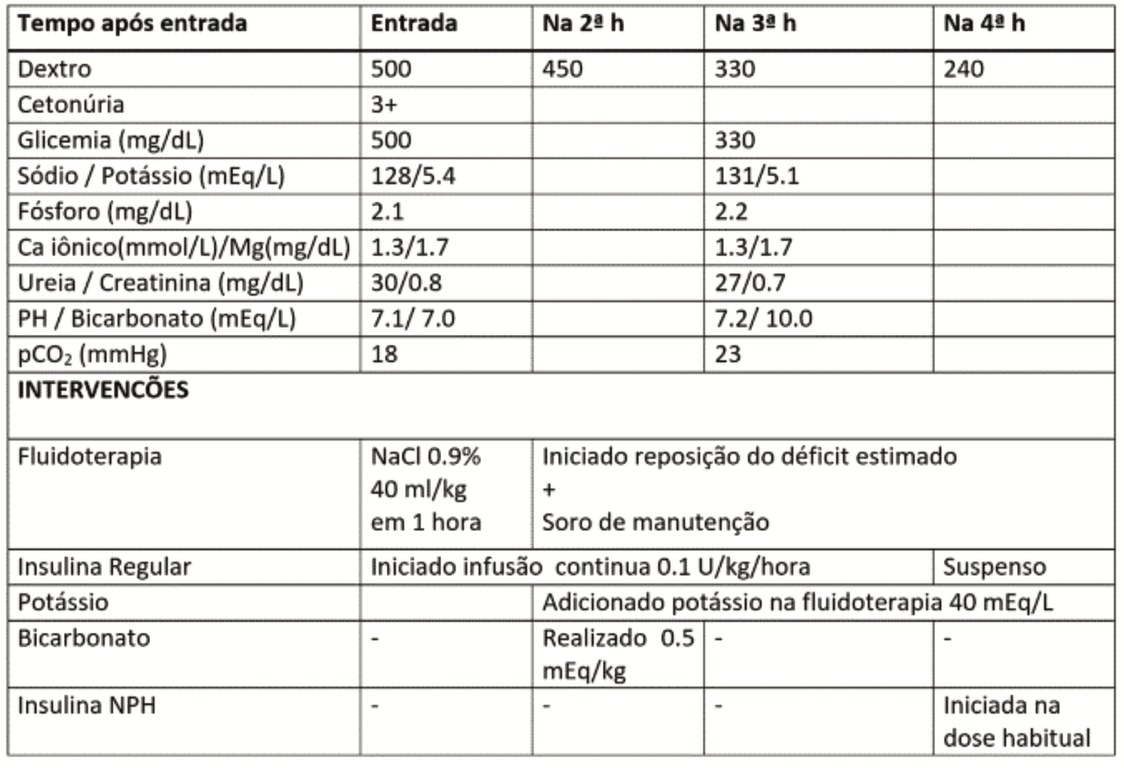 Tempo após entrada Entrada Na 2ª h Na 3ª h Na 4ª h
Dextro 500 450 330 240
Cetonúria 3+
Glicemia (mg/dL) 500 330
Sódio / Potássio (mEq/L) 128/5.4 131/5.1
Fósforo (mg/dL) 2.1 2.2
Ca iônico(mmol/L)/Mg(mg/dL) 1.3/1.7 1.3/1.7
Ureia / Creatinina (mg/dL) 30/0.8 27/0.7
PH / Bicarbonato (mEq/L) 7.1/ 7.0 7.2/ 10.0
pCO₂ (mmHg) 18 23
INTERVENCÕES
Fluidoterapia NaCl 0.9% Iniciado reposição do déficit estimado
40 ml/kg +
em 1 hora Soro de manutenção
Insulina Regular Iniciado infusão continua 0.1 U/kg/hora Suspenso
Potássio Adicionado potássio na fluidoterapia 40 mEq/L
Bicarbonato - Realizado 0.5 - -
mEq/kg
Insulina NPH - - - Iniciada na
dose habitual